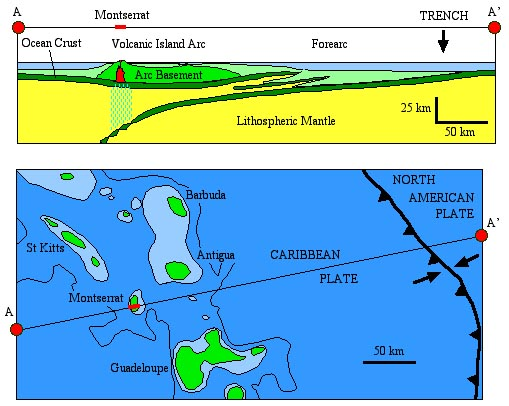 A
Montserrat
TRENCH
A'
Ocean Crust
Volcanic Island Arc
Forearc
Arc Basement
Lithospheric Mantle
25 km
50 km
NORTH
AMERICAN
PLATE
Barbuda
A'
St Kitts
Antigua
CARIBBEAN
PLATE
Montserrat
A
50 km
Guadeloupe